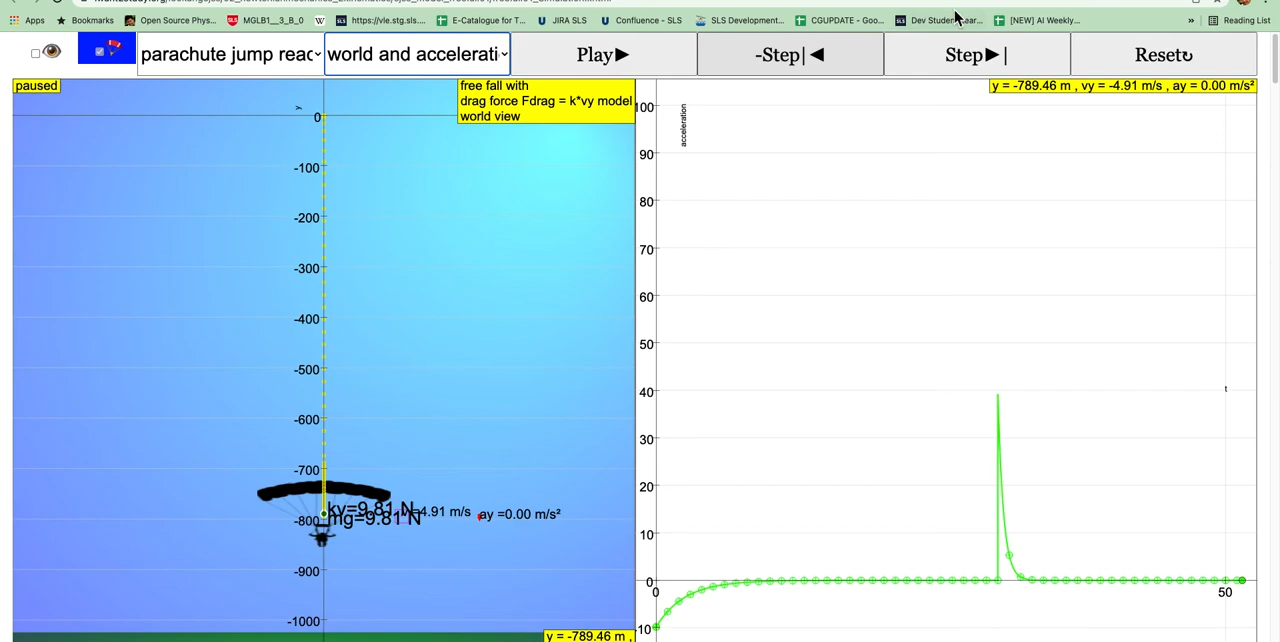 Apps Bookmarks Open Source Phys... MGLB1__3_B_0 https://vle.stg.sls.... E-Catalogue for T... JIRA SLS Confluence - SLS SLS Development... CGUPDATE - Goo... Dev Studen ear... [NEW] AI Weekly... » Reading List
parachute jump reac world and accelerati Play▶ -Step|◀ Step▶| Reset↻
paused
free fall with
drag force Fdrag = k*vy model
world view
y
0
-100
-200
-300
-400
-500
-600
-700
-800
-900
-1000
kv=9.81 N
4.91 m/s
mg=9.81 N
ay =0.00 m/s²
y = -789.46 m ,
y = -789.46 m , vy = -4.91 m/s , ay = 0.00 m/s²
acceleration
100
90
80
70
60
50
40
30
20
10
0
10
0
50
t